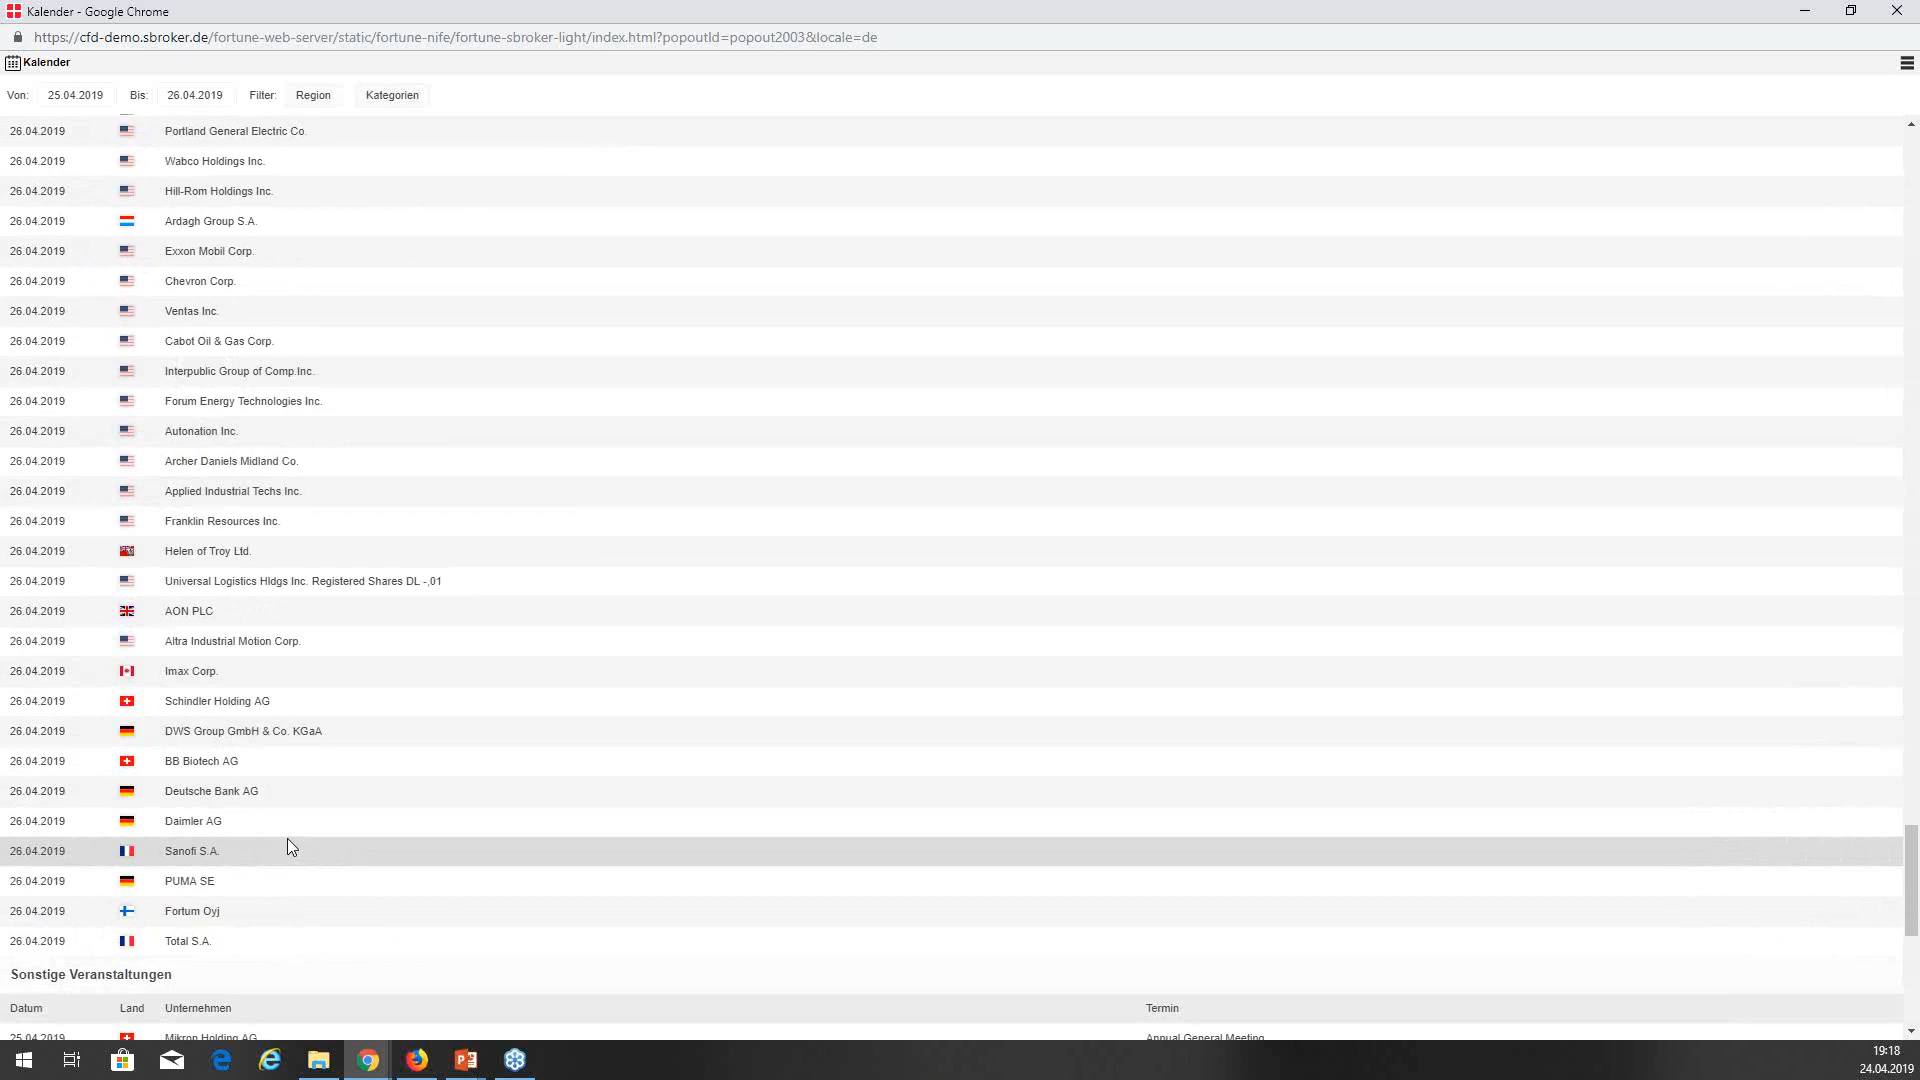 Kalender - Google Chrome
https://cfd-demo.sbroker.de/fortune-web-server/static/fortune-nife/fortune-sbroker-light/index.html?popoutId=popout2003&locale=de
Kalender
Von: 25.04.2019 Bis: 26.04.2019 Filter: Region Kategorien
26.04.2019 Portland General Electric Co.
26.04.2019 Wabco Holdings Inc.
26.04.2019 Hill-Rom Holdings Inc.
26.04.2019 Ardagh Group S.A.
26.04.2019 Exxon Mobil Corp.
26.04.2019 Chevron Corp.
26.04.2019 Ventas Inc.
26.04.2019 Cabot Oil & Gas Corp.
26.04.2019 Interpublic Group of Comp.Inc.
26.04.2019 Forum Energy Technologies Inc.
26.04.2019 Autonation Inc.
26.04.2019 Archer Daniels Midland Co.
26.04.2019 Applied Industrial Techs Inc.
26.04.2019 Franklin Resources Inc.
26.04.2019 Helen of Troy Ltd.
26.04.2019 Universal Logistics Hldgs Inc. Registered Shares DL -,01
26.04.2019 AON PLC
26.04.2019 Altra Industrial Motion Corp.
26.04.2019 Imax Corp.
26.04.2019 Schindler Holding AG
26.04.2019 DWS Group GmbH & Co. KGaA
26.04.2019 BB Biotech AG
26.04.2019 Deutsche Bank AG
26.04.2019 Daimler AG
26.04.2019 Sanofi S.A.
26.04.2019 PUMA SE
26.04.2019 Fortum Oyj
26.04.2019 Total S.A.
Sonstige Veranstaltungen
Datum Land Unternehmen Termin
25.04.2019 Mikron Holding AG Annual General Meeting
19:18
24.04.2019